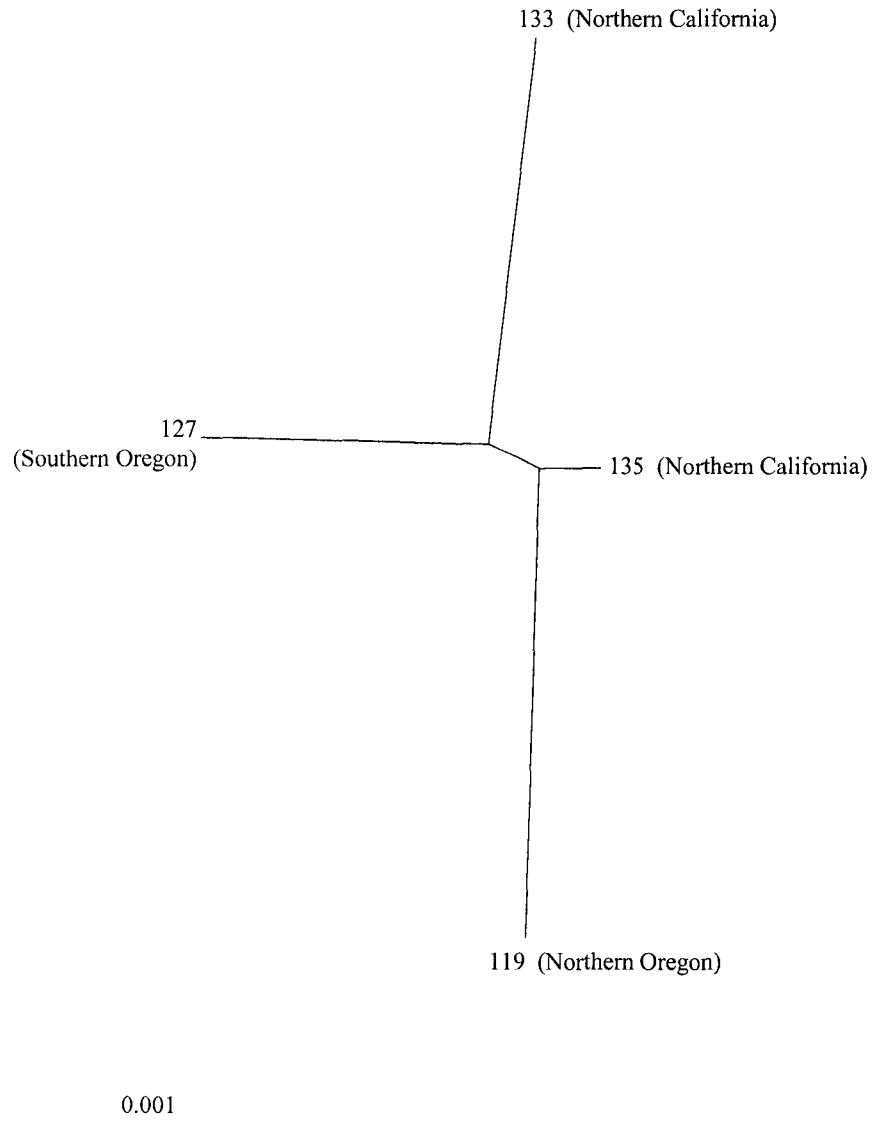 133 (Northern California)
127
(Southern Oregon)
135 (Northern California)
119 (Northern Oregon)
0.001